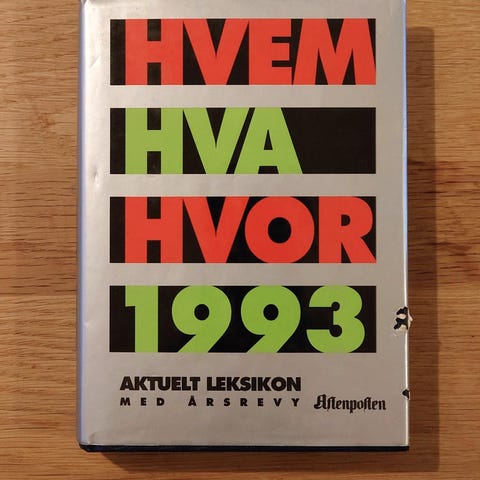 HVEM
HVA
HVOR
1993
AKTUELT LEKSIKON
MED ÅRSREVY Aftenposten